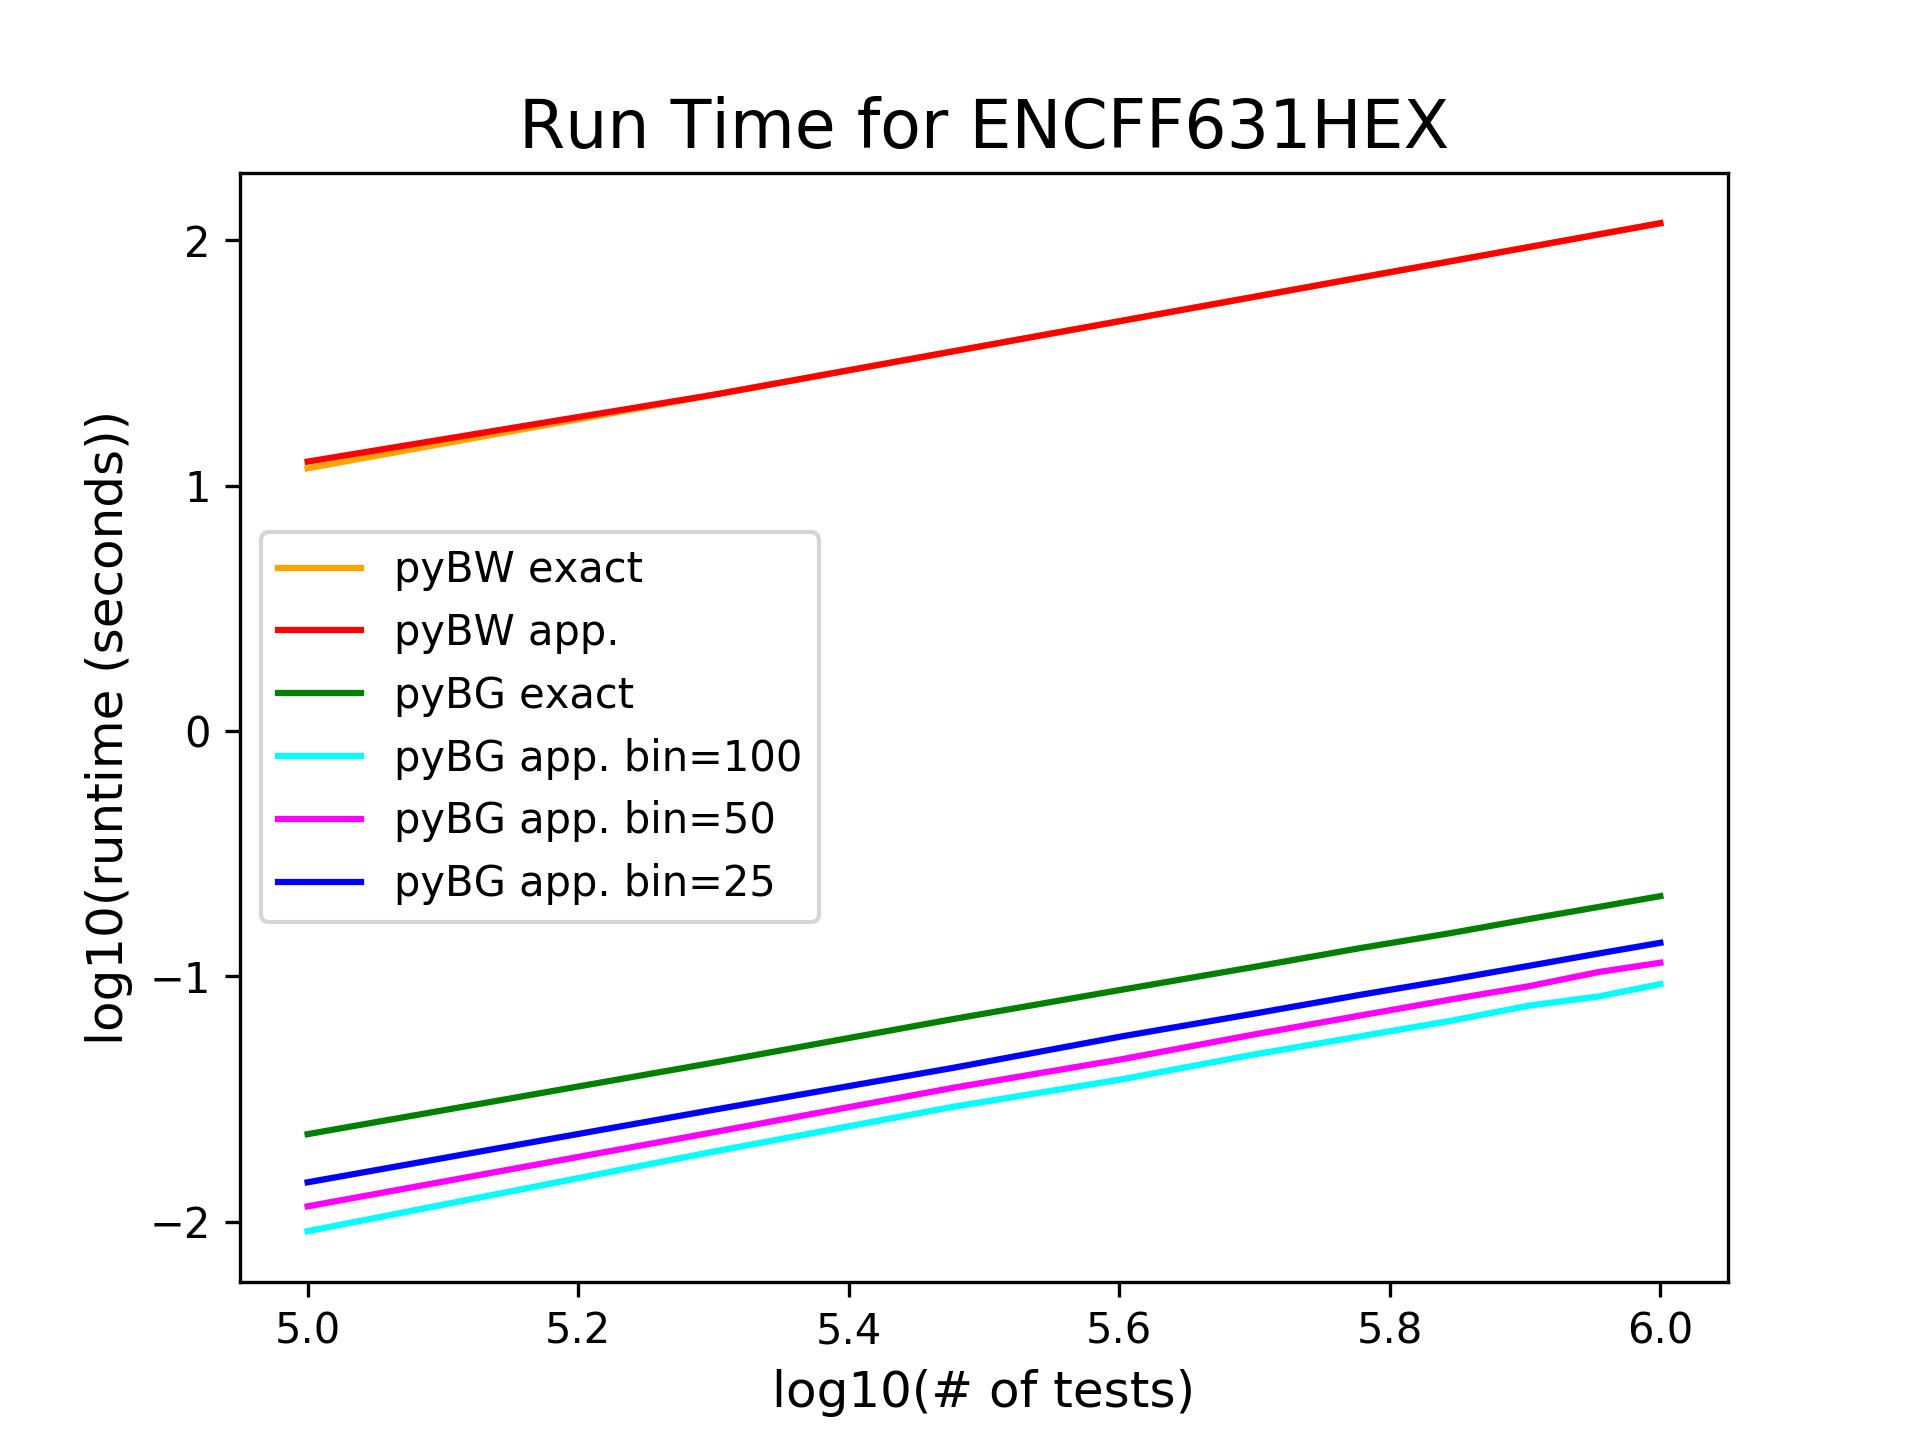 Run Time for ENCFF631HEX
log10(runtime (seconds))
2
1
0
−1
−2
pyBW exact
pyBW app.
pyBG exact
pyBG app. bin=100
pyBG app. bin=50
pyBG app. bin=25
5.0 5.2 5.4 5.6 5.8 6.0
log10(# of tests)